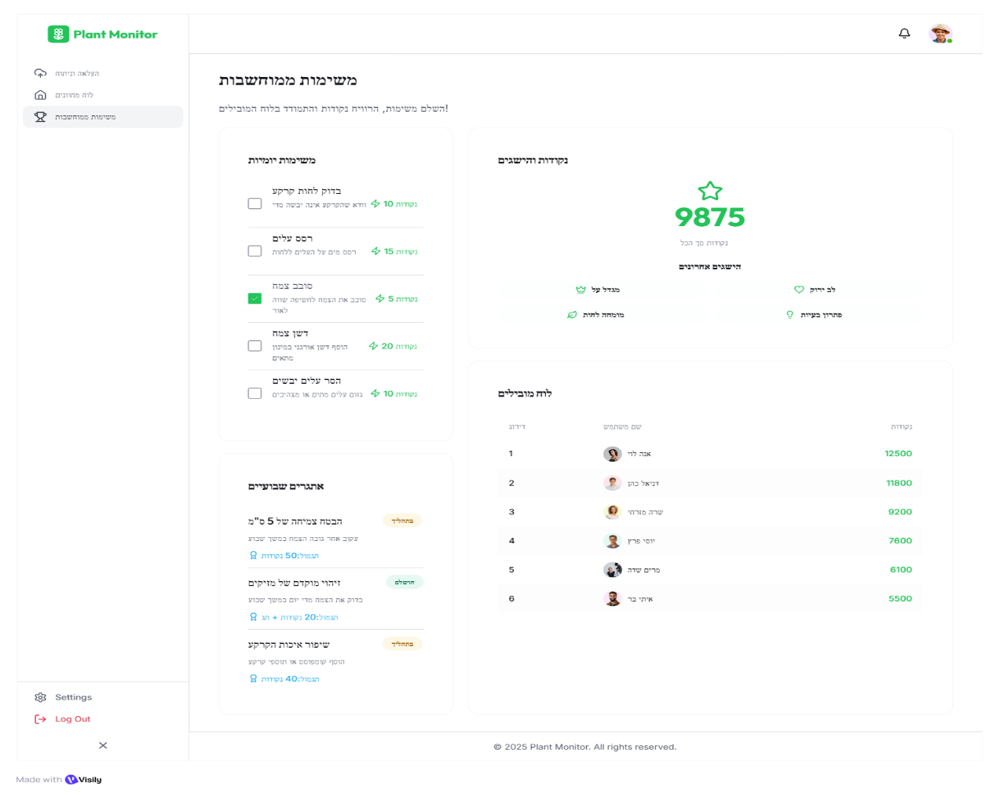 Plant Monitor
העלאה וניתוח
לוח מחוונים
משימות ממוחשבות
משימות ממוחשבות
השלם משימות, הרוויח נקודות והתמודד בלוח המובילים!
משימות יומיות
בדוק לחות קרקע
וודא שהקרקע אינה יבשה מדי
10 נקודות
רסס עלים
רסס מים על העלים ללחות
15 נקודות
סובב צמח
סובב את הצמח לחשיפה שווה
לאור
5 נקודות
דשן צמח
הוסף דשן אורגני במינון
מתאים
20 נקודות
הסר עלים יבשים
גזום עלים מתים או מצהיבים
10 נקודות
נקודות והישגים
9875
נקודות סך הכל
הישגים אחרונים
מגדל על
לב ירוק
מומחה לחות
פתרון בעיות
אתגרים שבועיים
הבטח צמיחה של 5 ס"מ
בתהליך
עקוב אחר גובה הצמח במשך שבוע
תגמול:50 נקודות
זיהוי מוקדם של מזיקים
הושלם
בדוק את הצמח מדי יום במשך שבוע
תגמול:20 נקודות + תג
שיפור איכות הקרקע
בתהליך
הוסף קומפוסט או תוספי קרקע
תגמול:40 נקודות
לוח מובילים
דירוג שם משתמש נקודות
1 אנה לוי 12500
2 דניאל כהן 11800
3 שרה מזרחי 9200
4 יוסי פרץ 7600
5 מרים שדה 6100
6 איתי בר 5500
Settings
Log Out
© 2025 Plant Monitor. All rights reserved.
Made with Visily